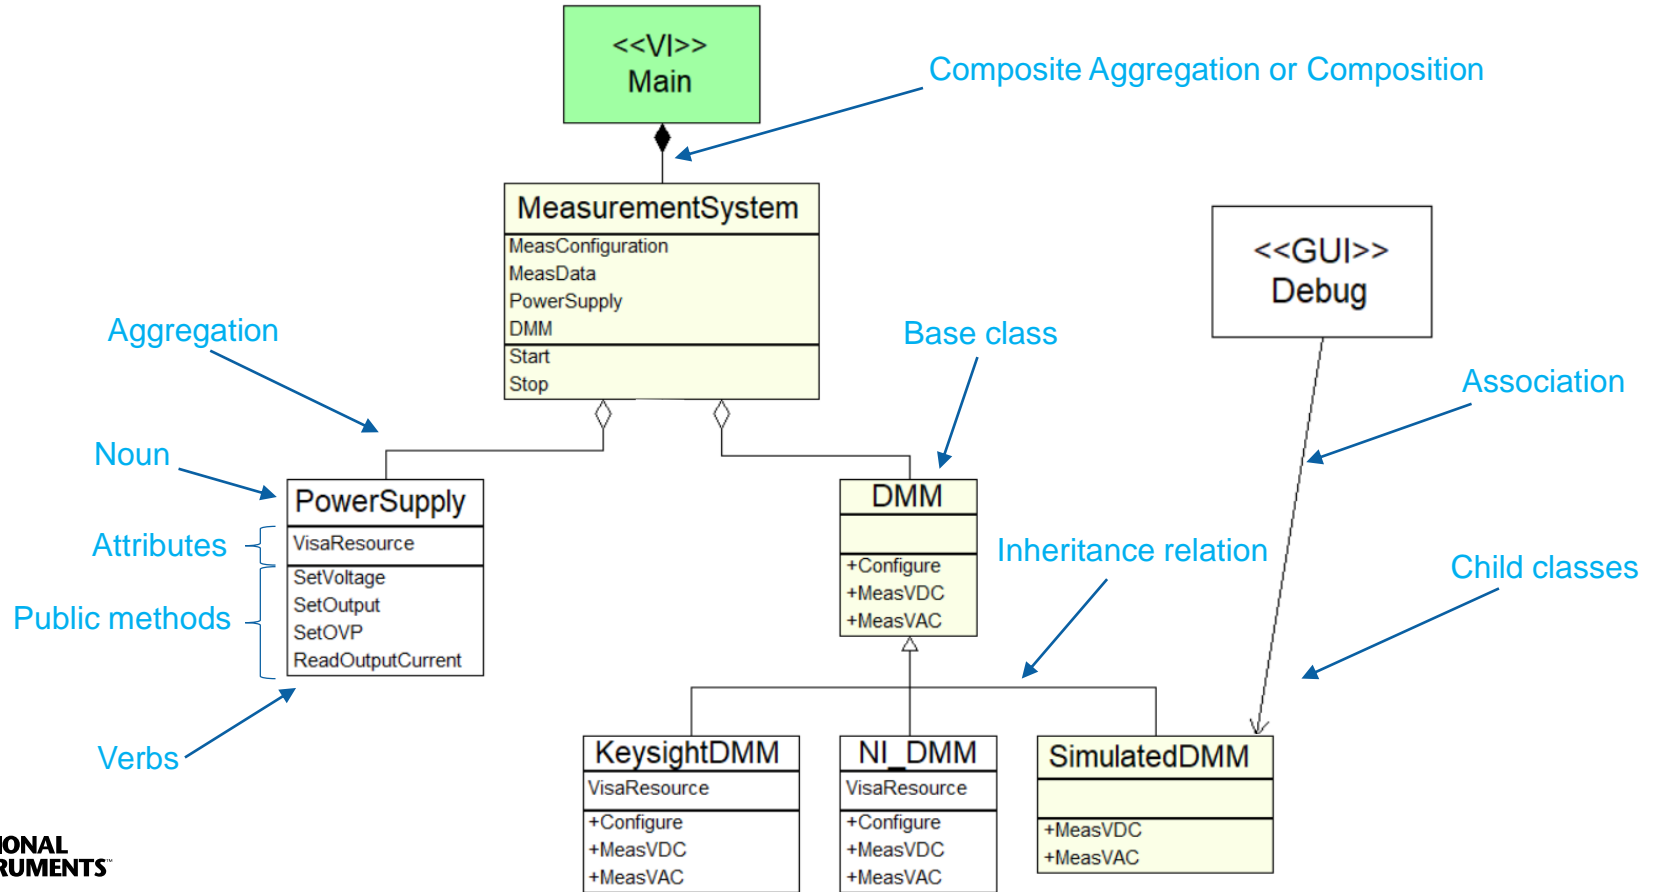 <<VI>>
Main
Composite Aggregation or Composition
MeasurementSystem
MeasConfiguration
MeasData
PowerSupply
DMM
Start
Stop
<<GUI>>
Debug
Aggregation
Base class
Association
Noun
PowerSupply
Attributes
VisaResource
Public methods
SetVoltage
SetOutput
SetOVP
ReadOutputCurrent
Verbs
DMM
+Configure
+MeasVDC
+MeasVAC
Inheritance relation
Child classes
KeysightDMM
VisaResource
+Configure
+MeasVDC
+MeasVAC
NI_DMM
VisaResource
+Configure
+MeasVDC
+MeasVAC
SimulatedDMM
+MeasVDC
+MeasVAC
IONAL
RUMENTS™